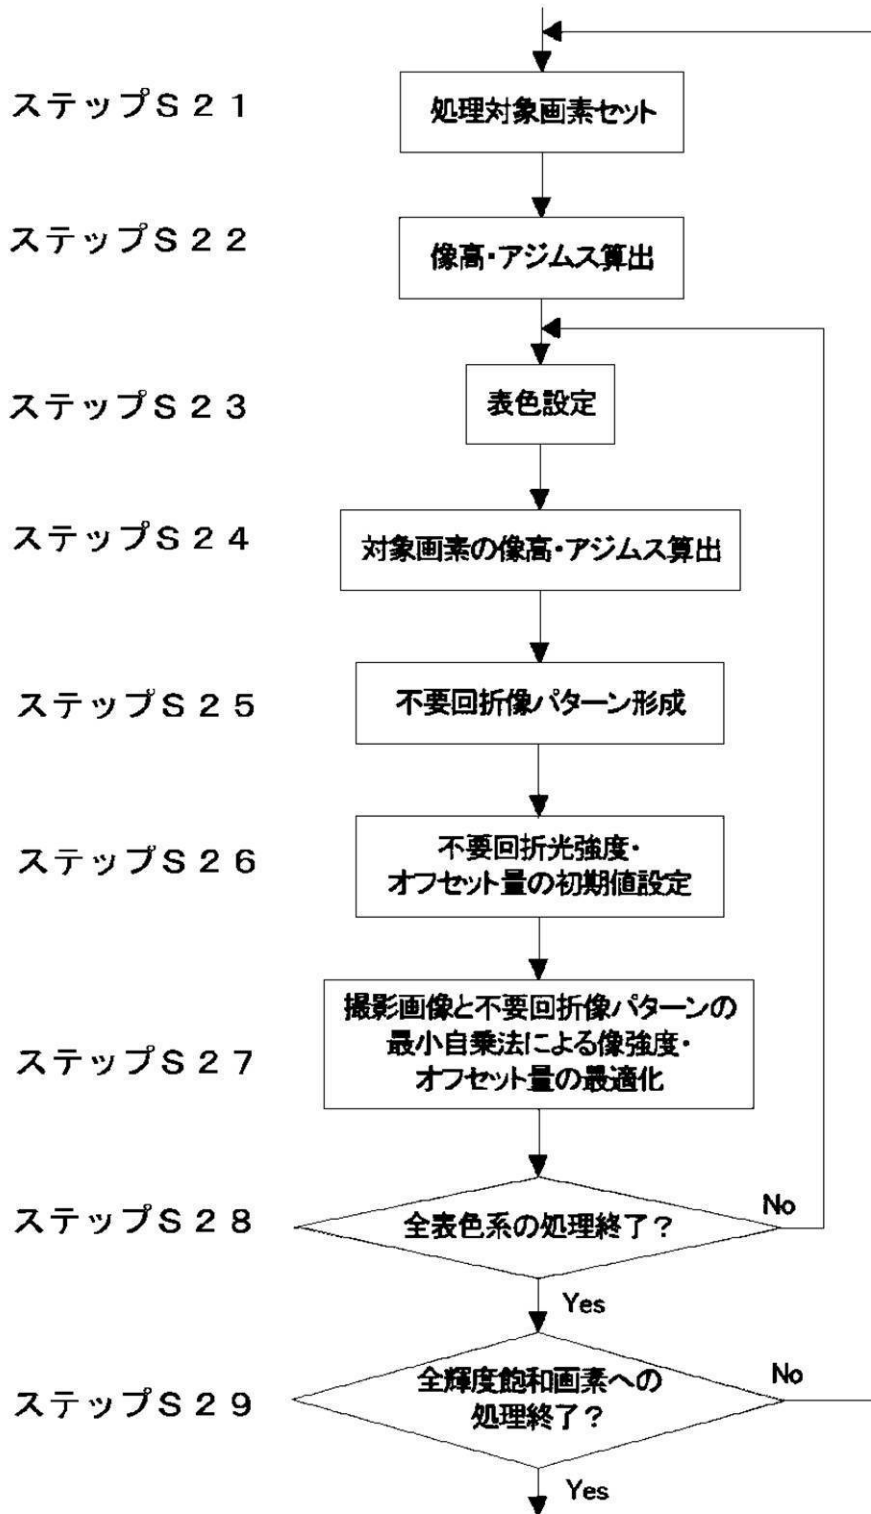 ステップS21
処理対象画素セット
ステップS22
像高・アジムス算出
ステップS23
表色設定
ステップS24
対象画素の像高・アジムス算出
ステップS25
不要回折像パターン形成
ステップS26
不要回折光強度・
オフセット量の初期値設定
ステップS27
撮影画像と不要回折像パターンの
最小自乗法による像強度・
オフセット量の最適化
ステップS28
全表色系の処理終了?
No
Yes
ステップS29
全輝度飽和画素への
処理終了?
No
Yes